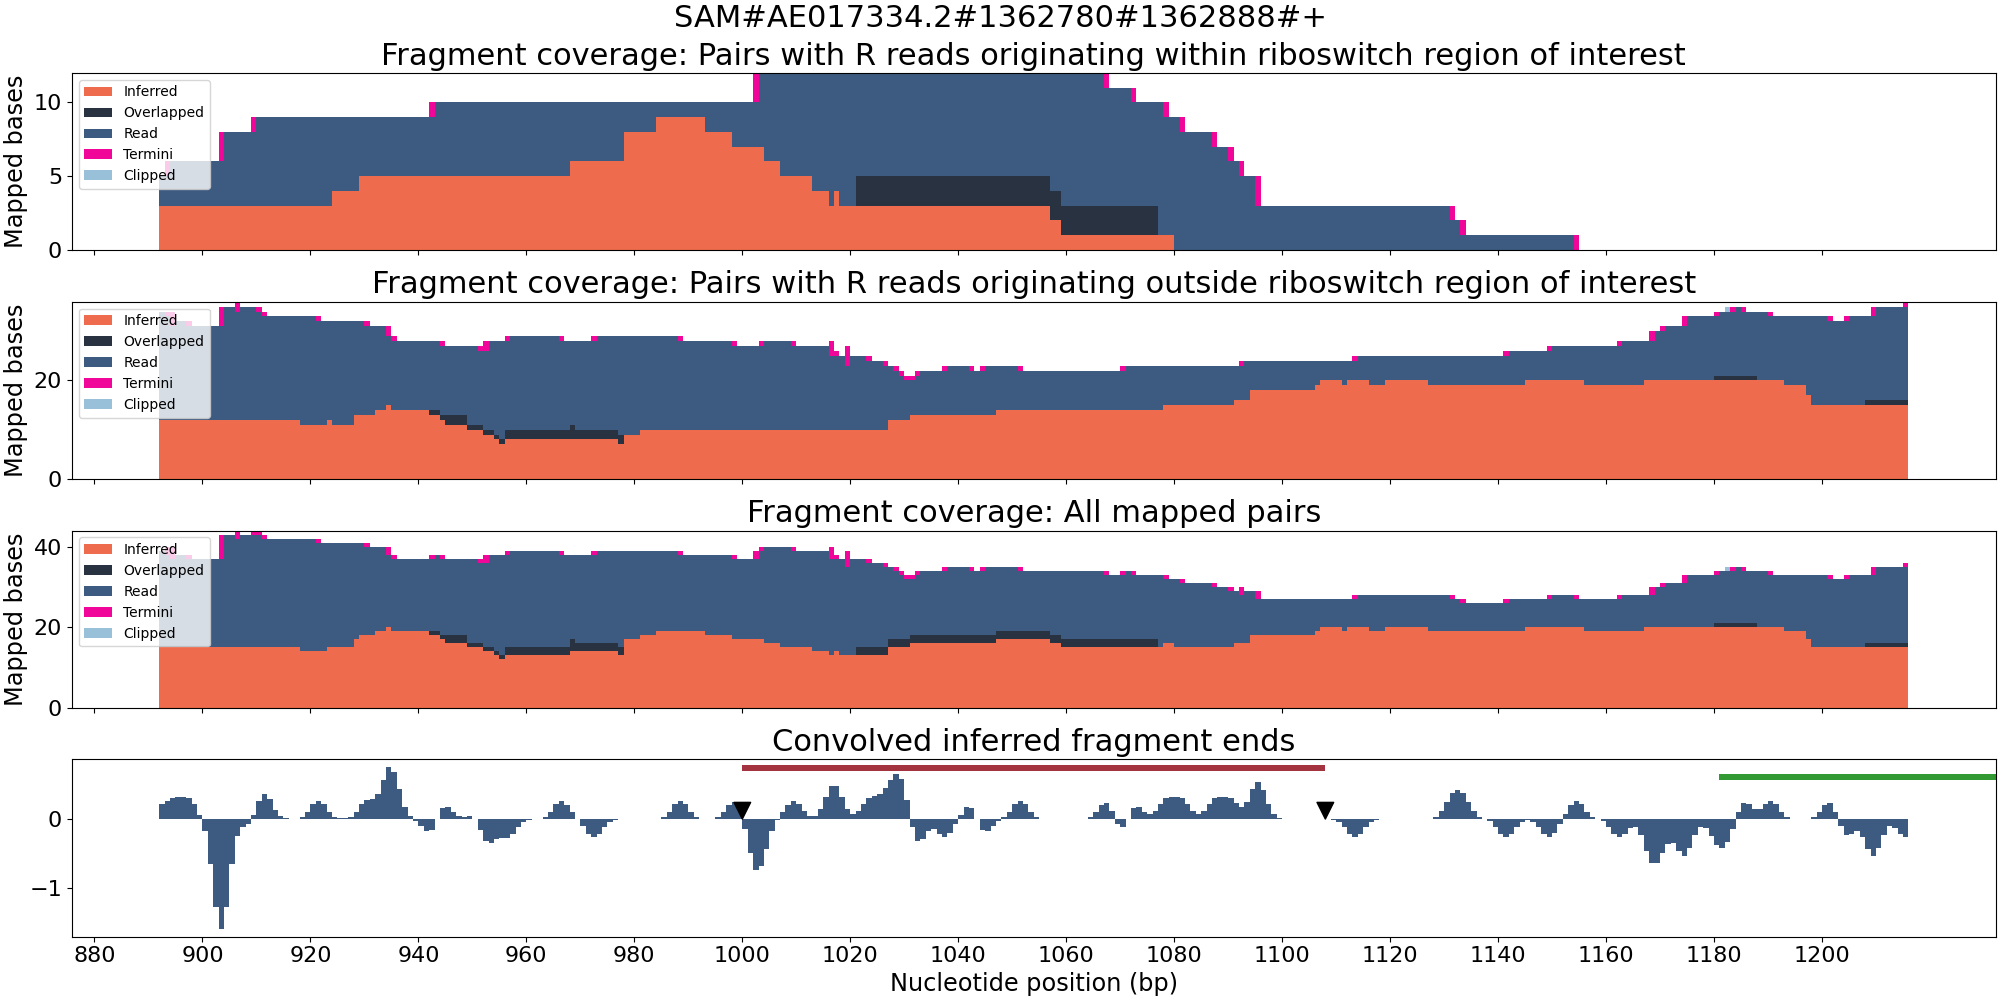 SAM#AE017334.2#1362780#1362888#+
Fragment coverage: Pairs with R reads originating within riboswitch region of interest
Mapped bases
10
5
0
Inferred
Overlapped
Read
Termini
Clipped
Fragment coverage: Pairs with R reads originating outside riboswitch region of interest
Mapped bases
20
0
Inferred
Overlapped
Read
Termini
Clipped
Fragment coverage: All mapped pairs
Mapped bases
40
20
0
Inferred
Overlapped
Read
Termini
Clipped
Convolved inferred fragment ends
0
−1
880 900 920 940 960 980 1000 1020 1040 1060 1080 1100 1120 1140 1160 1180 1200
Nucleotide position (bp)